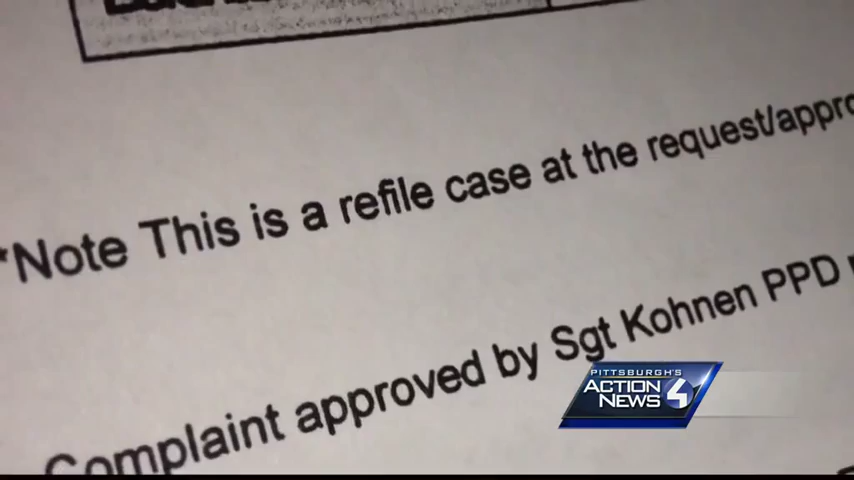 *Note This is a refile case at the request/appro
Complaint approved by Sgt Kohnen PPD
PITTSBURGH'S
ACTION 4
NEWS